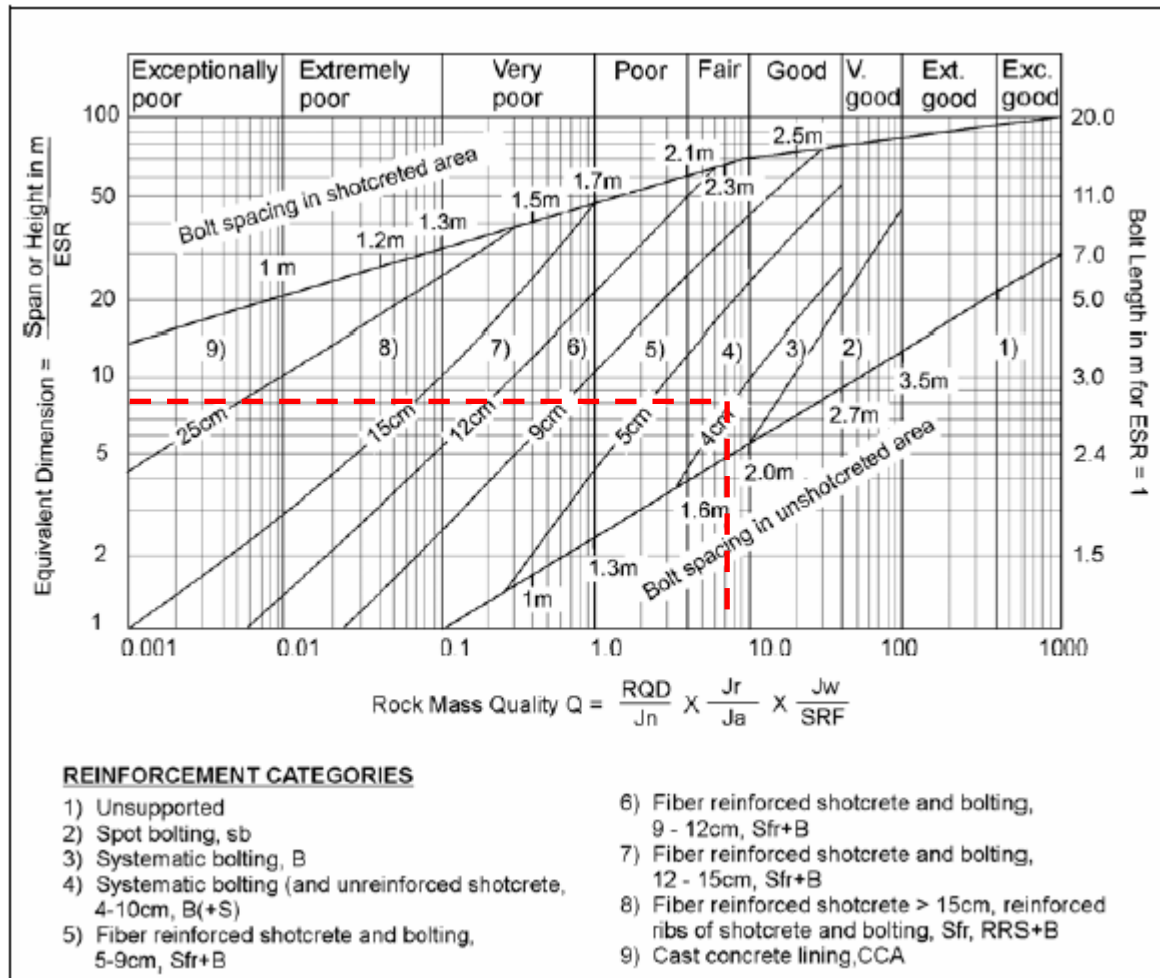 Exceptionally poor
Extremely poor
Very poor
Poor
Fair
Good
V. good
Ext. good
Exc. good
100
50
20
10
5
2
1
Equivalent Dimension = Span or Height in m / ESR
20.0
11.0
7.0
5.0
3.0
2.4
1.5
Bolt Length in m for ESR = 1
Bolt spacing in shotcreted area
1 m
1.2m
1.3m
1.5m
1.7m
2.1m
2.3m
2.5m
9)
8)
7)
6)
5)
4)
3)
2)
1)
25cm
15cm
12cm
9cm
5cm
4cm
3.5m
2.7m
2.0m
1.6m
1.3m
1m
Bolt spacing in unshotcreted area
0.001
0.01
0.1
1.0
10.0
100
1000
Rock Mass Quality Q = RQD / Jn X Jr / Ja X Jw / SRF
REINFORCEMENT CATEGORIES
1) Unsupported
2) Spot bolting, sb
3) Systematic bolting, B
4) Systematic bolting (and unreinforced shotcrete,
4-10cm, B(+S)
5) Fiber reinforced shotcrete and bolting,
5-9cm, Sfr+B
6) Fiber reinforced shotcrete and bolting,
9 - 12cm, Sfr+B
7) Fiber reinforced shotcrete and bolting,
12 - 15cm, Sfr+B
8) Fiber reinforced shotcrete > 15cm, reinforced
ribs of shotcrete and bolting, Sfr, RRS+B
9) Cast concrete lining,CCA